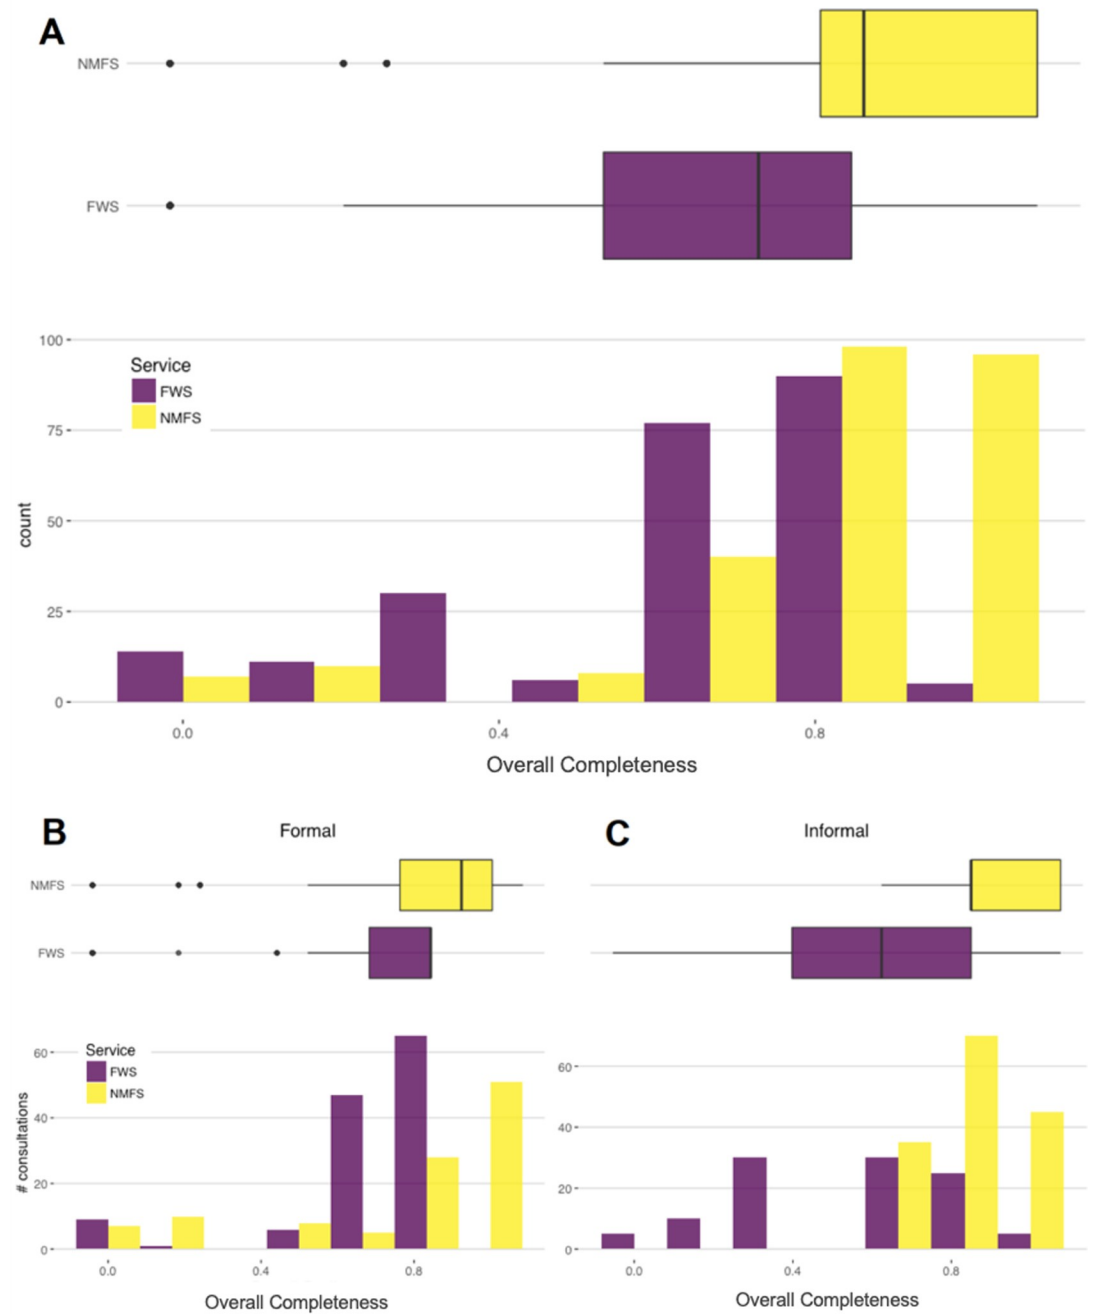 A
NMFS
FWS
100
75
50
25
0
count
Service
FWS
NMFS
0.0
0.4
0.8
Overall Completeness
B
Formal
C
Informal
NMFS
FWS
Service
FWS
NMFS
60
40
20
0
# consultations
0.0
0.4
0.8
Overall Completeness
60
40
20
0
0.0
0.4
0.8
Overall Completeness